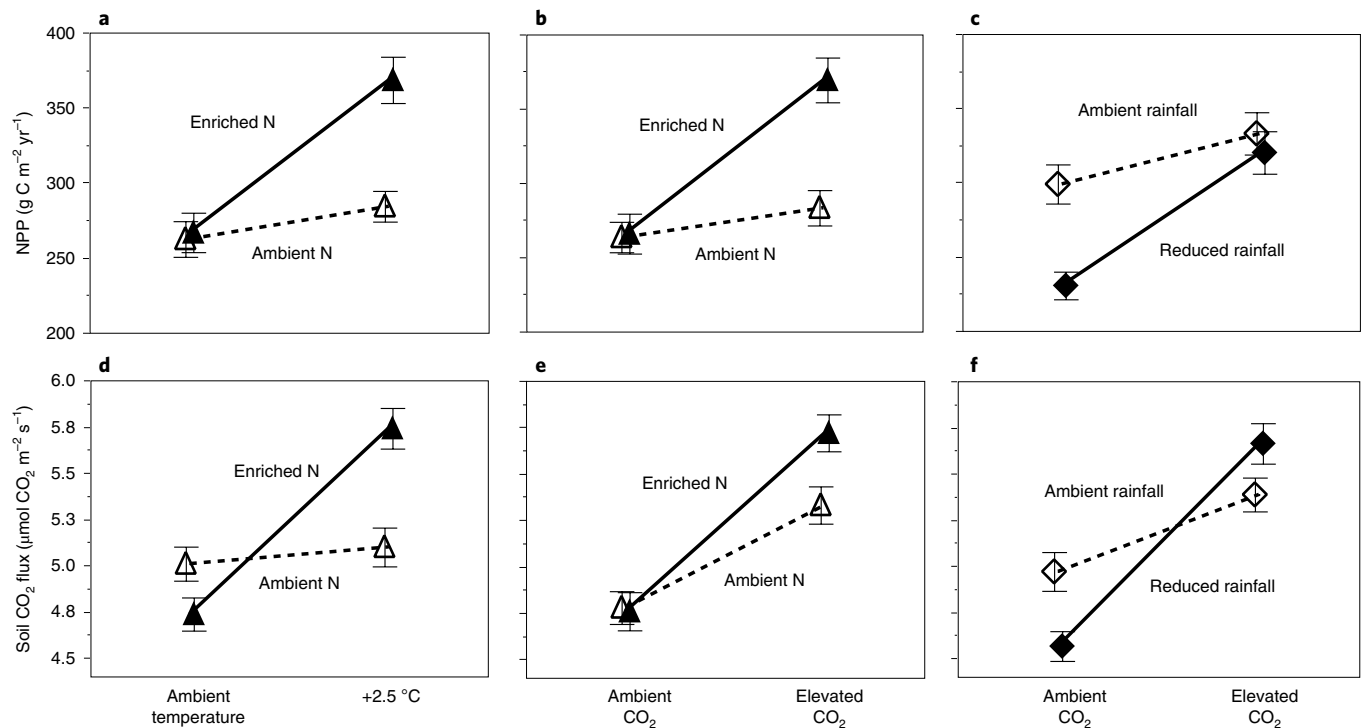 a
b
c
NPP (g C m⁻² yr⁻¹)
400
350
300
250
200
Enriched N
Ambient N
Enriched N
Ambient N
Ambient rainfall
Reduced rainfall
d
e
f
Soil CO₂ flux (μmol CO₂ m⁻² s⁻¹)
6.0
5.8
5.5
5.3
5.0
4.8
4.5
Enriched N
Ambient N
Enriched N
Ambient N
Ambient rainfall
Reduced rainfall
Ambient
temperature
+2.5 °C
Ambient
CO₂
Elevated
CO₂
Ambient
CO₂
Elevated
CO₂